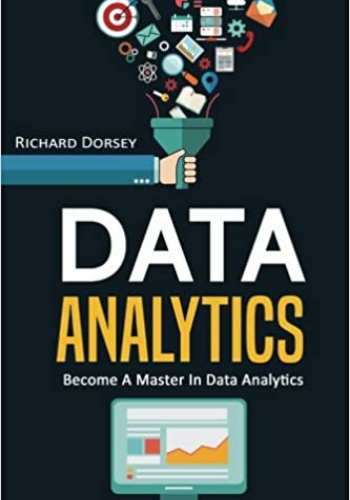 RICHARD DORSEY
DATA
ANALYTICS
Become A Master In Data Analytics